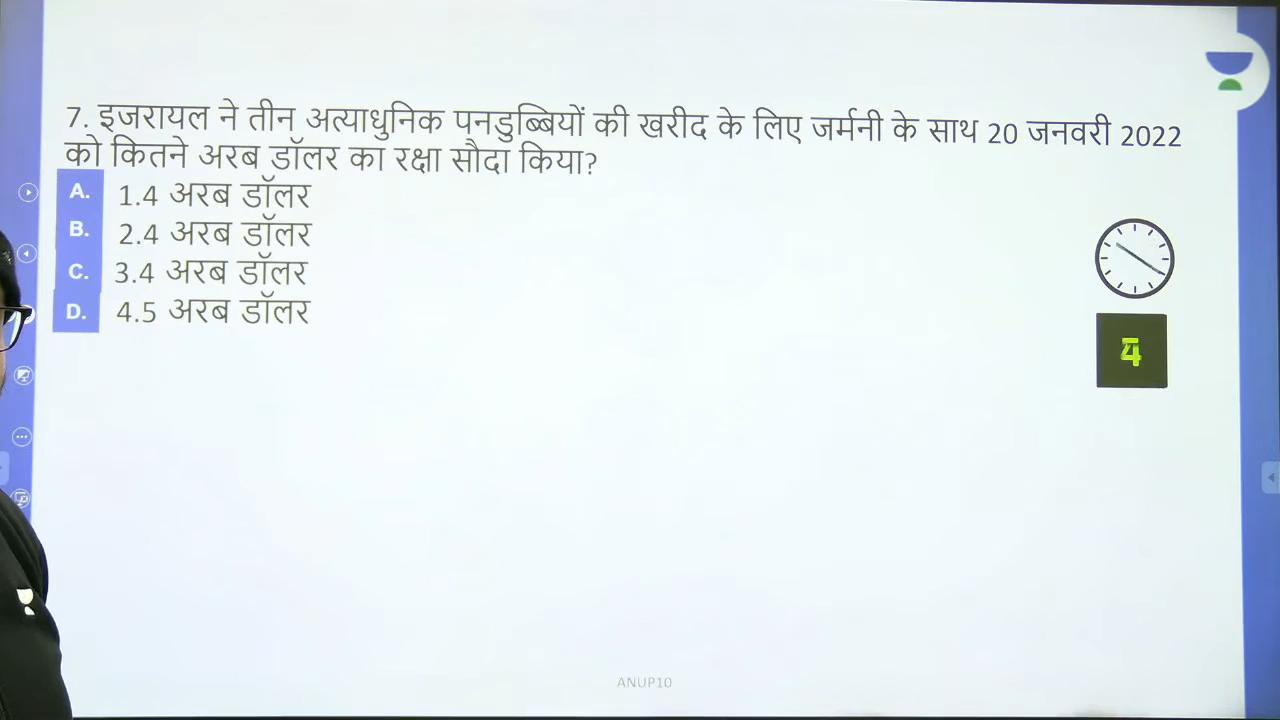 7. इजरायल ने तीन अत्याधुनिक पनडुब्बियों की खरीद के लिए जर्मनी के साथ 20 जनवरी 2022
को कितने अरब डॉलर का रक्षा सौदा किया?
A. 1.4 अरब डॉलर
B. 2.4 अरब डॉलर
C. 3.4 अरब डॉलर
D. 4.5 अरब डॉलर
ANUP10